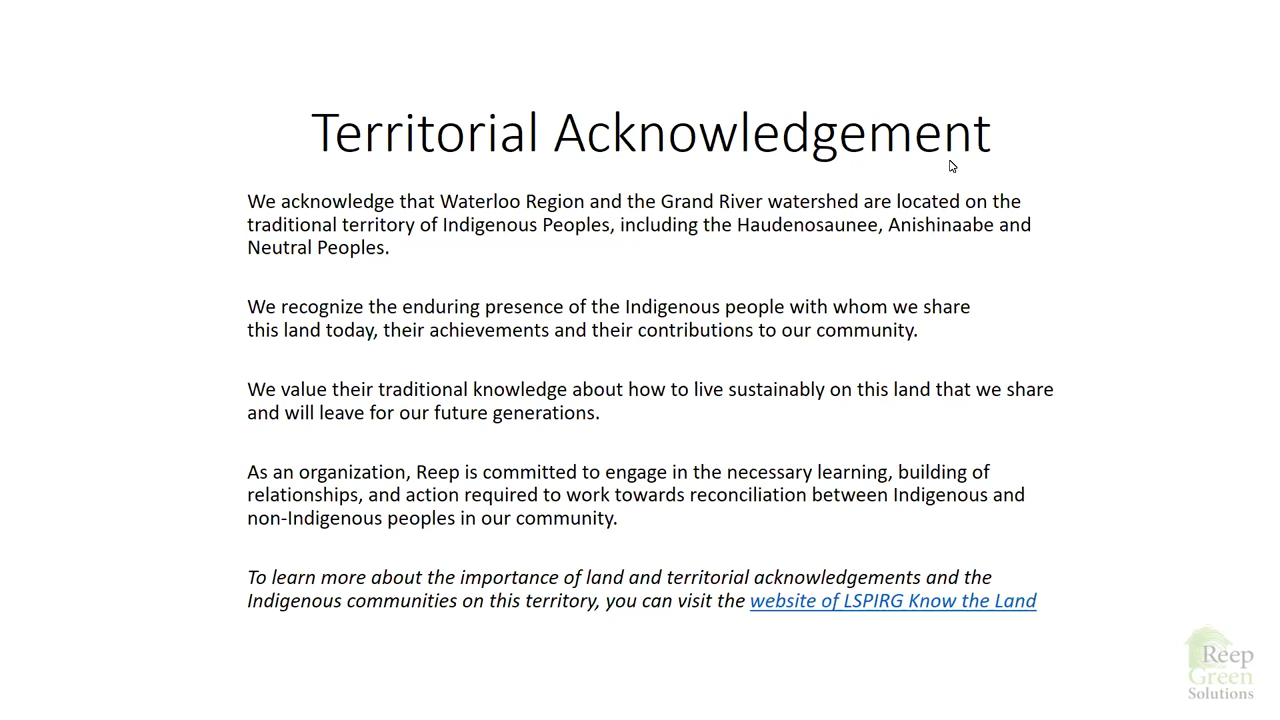 Territorial Acknowledgement
We acknowledge that Waterloo Region and the Grand River watershed are located on the
traditional territory of Indigenous Peoples, including the Haudenosaunee, Anishinaabe and
Neutral Peoples.
We recognize the enduring presence of the Indigenous people with whom we share
this land today, their achievements and their contributions to our community.
We value their traditional knowledge about how to live sustainably on this land that we share
and will leave for our future generations.
As an organization, Reep is committed to engage in the necessary learning, building of
relationships, and action required to work towards reconciliation between Indigenous and
non-Indigenous peoples in our community.
To learn more about the importance of land and territorial acknowledgements and the
Indigenous communities on this territory, you can visit the website of LSPIRG Know the Land
Reep
Green
Solutions